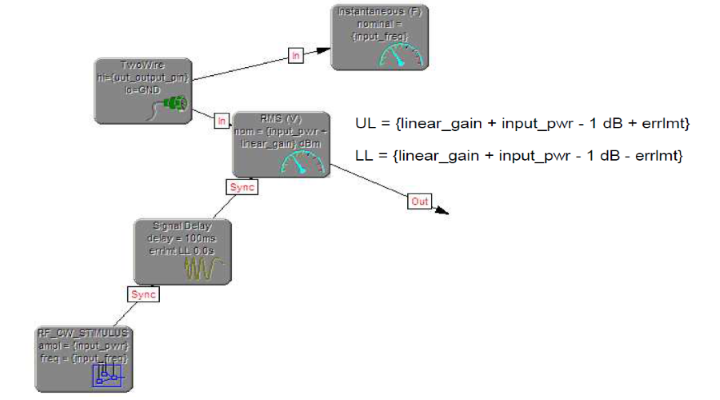 Instantaneous (F)
nominal =
{input_freq}
In
TwoWire
hi={uut_output_pin}
lo=GND
In
RMS (V)
nom = {input_pwr +
linear_gain} dBm
UL = {linear_gain + input_pwr - 1 dB + errlmt}
LL = {linear_gain + input_pwr - 1 dB - errlmt}
Sync
Out
Signal Delay
delay = 100ms
errlmt LL 0.0s
Sync
RF_CW_STIMULUS
ampl = {input_pwr}
freq = {input_freq}